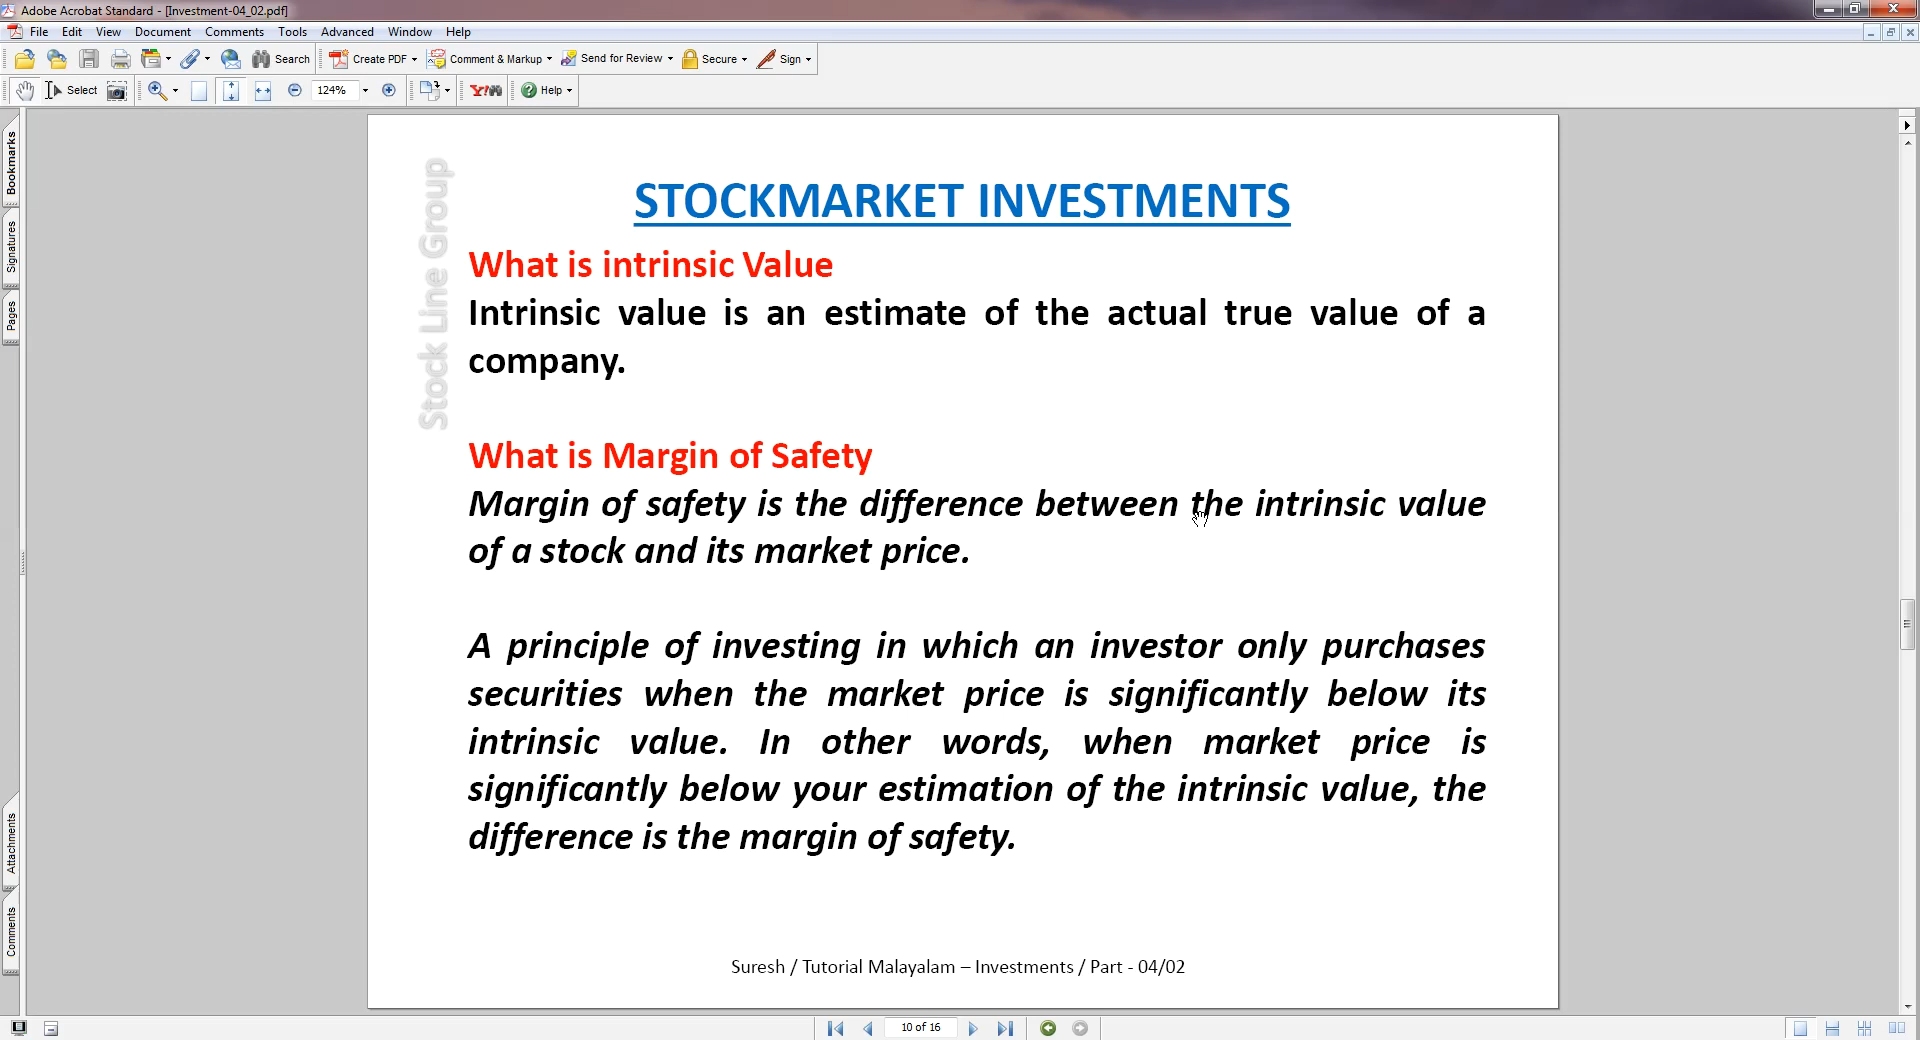 Adobe Acrobat Standard - [Investment-04_02.pdf]
File Edit View Document Comments Tools Advanced Window Help
Search Create PDF Comment & Markup Send for Review Secure Sign
Select 124% Y! Help
Bookmarks
Signatures
Pages
Attachments
Comments
Stock Line Group
STOCKMARKET INVESTMENTS
What is intrinsic Value
Intrinsic value is an estimate of the actual true value of a
company.
What is Margin of Safety
Margin of safety is the difference between the intrinsic value
of a stock and its market price.
A principle of investing in which an investor only purchases
securities when the market price is significantly below its
intrinsic value. In other words, when market price is
significantly below your estimation of the intrinsic value, the
difference is the margin of safety.
Suresh / Tutorial Malayalam – Investments / Part - 04/02
10 of 16